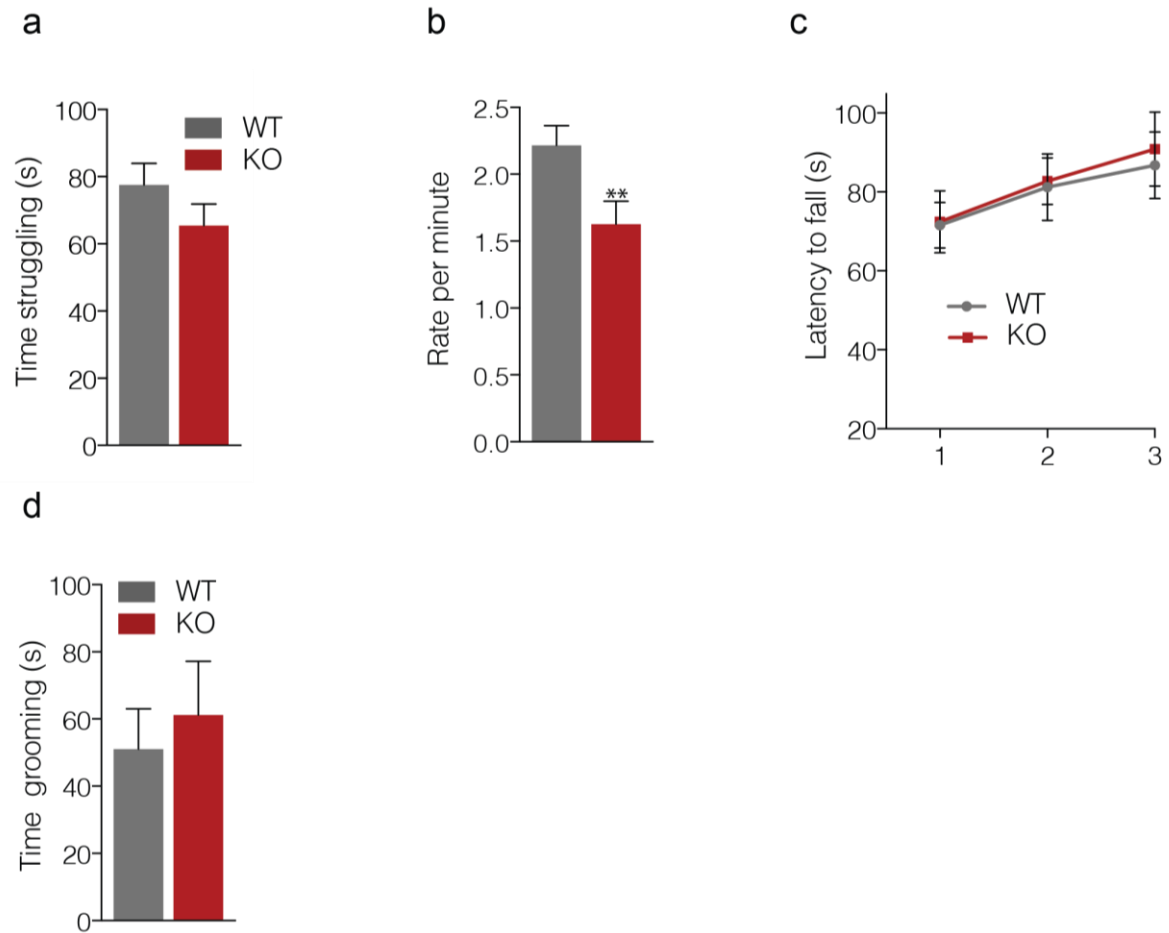 a
Time struggling (s)
100
80
60
40
20
0
WT
KO
b
Rate per minute
2.5
2.0
1.5
1.0
0.5
0.0
**
c
Latency to fall (s)
100
80
60
40
20
WT
KO
1 2 3
d
Time grooming (s)
100
80
60
40
20
0
WT
KO